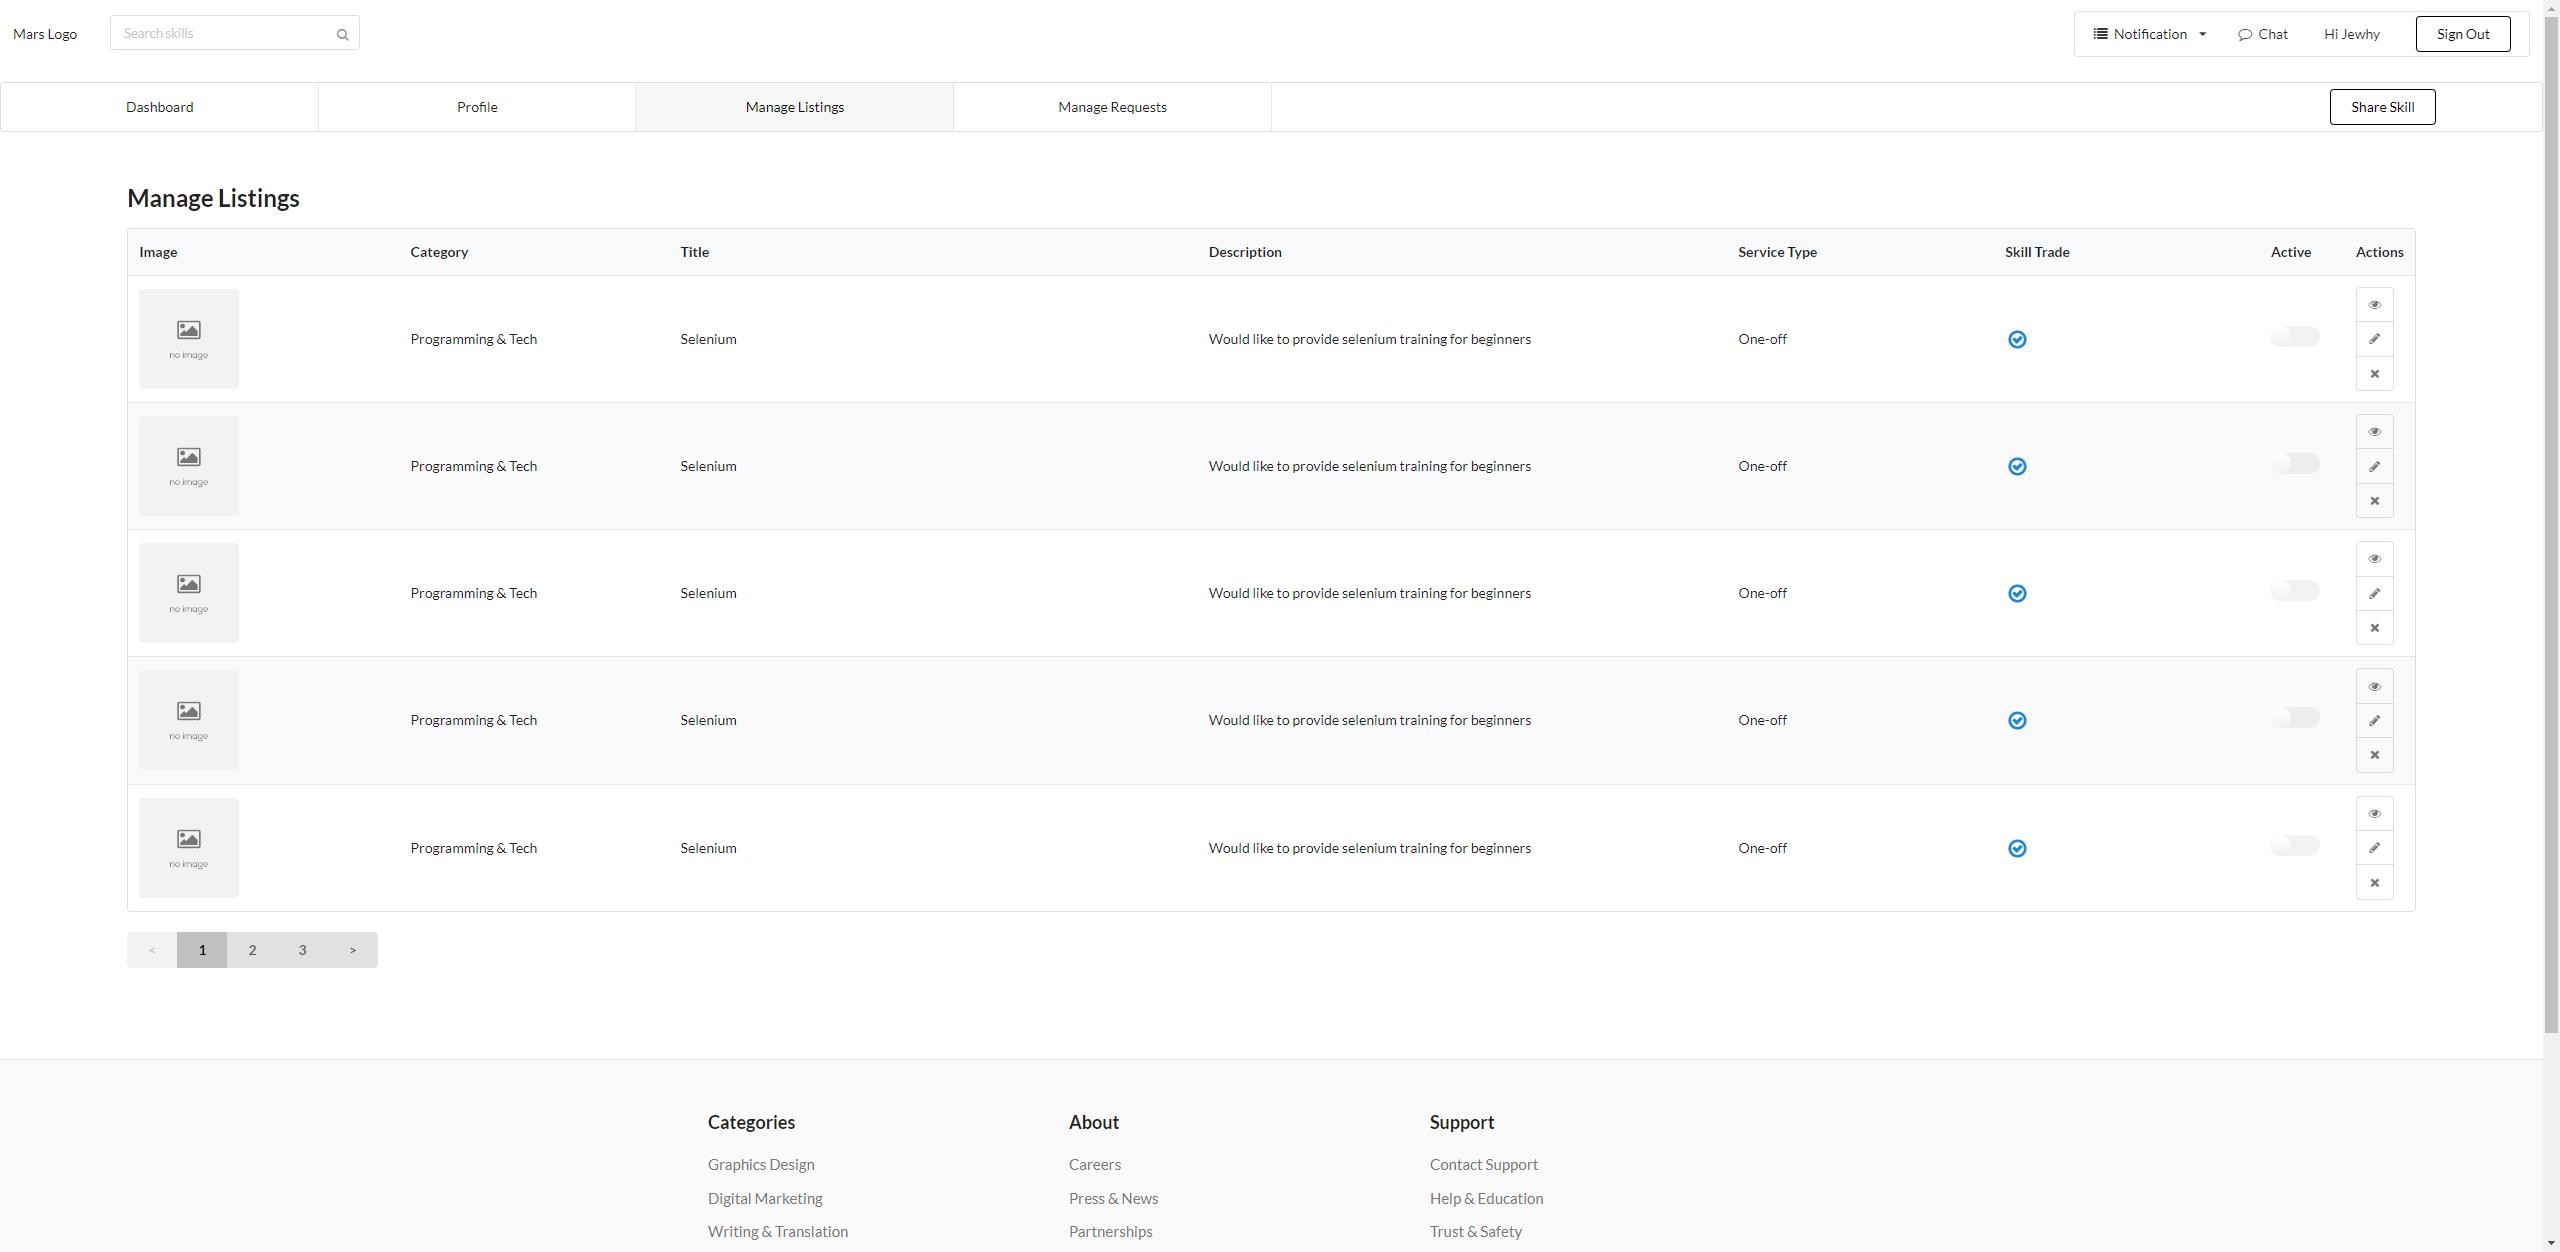 Mars Logo Search skills Notification Chat Hi Jewhy Sign Out
Dashboard Profile Manage Listings Manage Requests Share Skill
Manage Listings
Image Category Title Description Service Type Skill Trade Active Actions
no image Programming & Tech Selenium Would like to provide selenium training for beginners One-off
no image Programming & Tech Selenium Would like to provide selenium training for beginners One-off
no image Programming & Tech Selenium Would like to provide selenium training for beginners One-off
no image Programming & Tech Selenium Would like to provide selenium training for beginners One-off
no image Programming & Tech Selenium Would like to provide selenium training for beginners One-off
< 1 2 3 >
Categories About Support
Graphics Design Careers Contact Support
Digital Marketing Press & News Help & Education
Writing & Translation Partnerships Trust & Safety